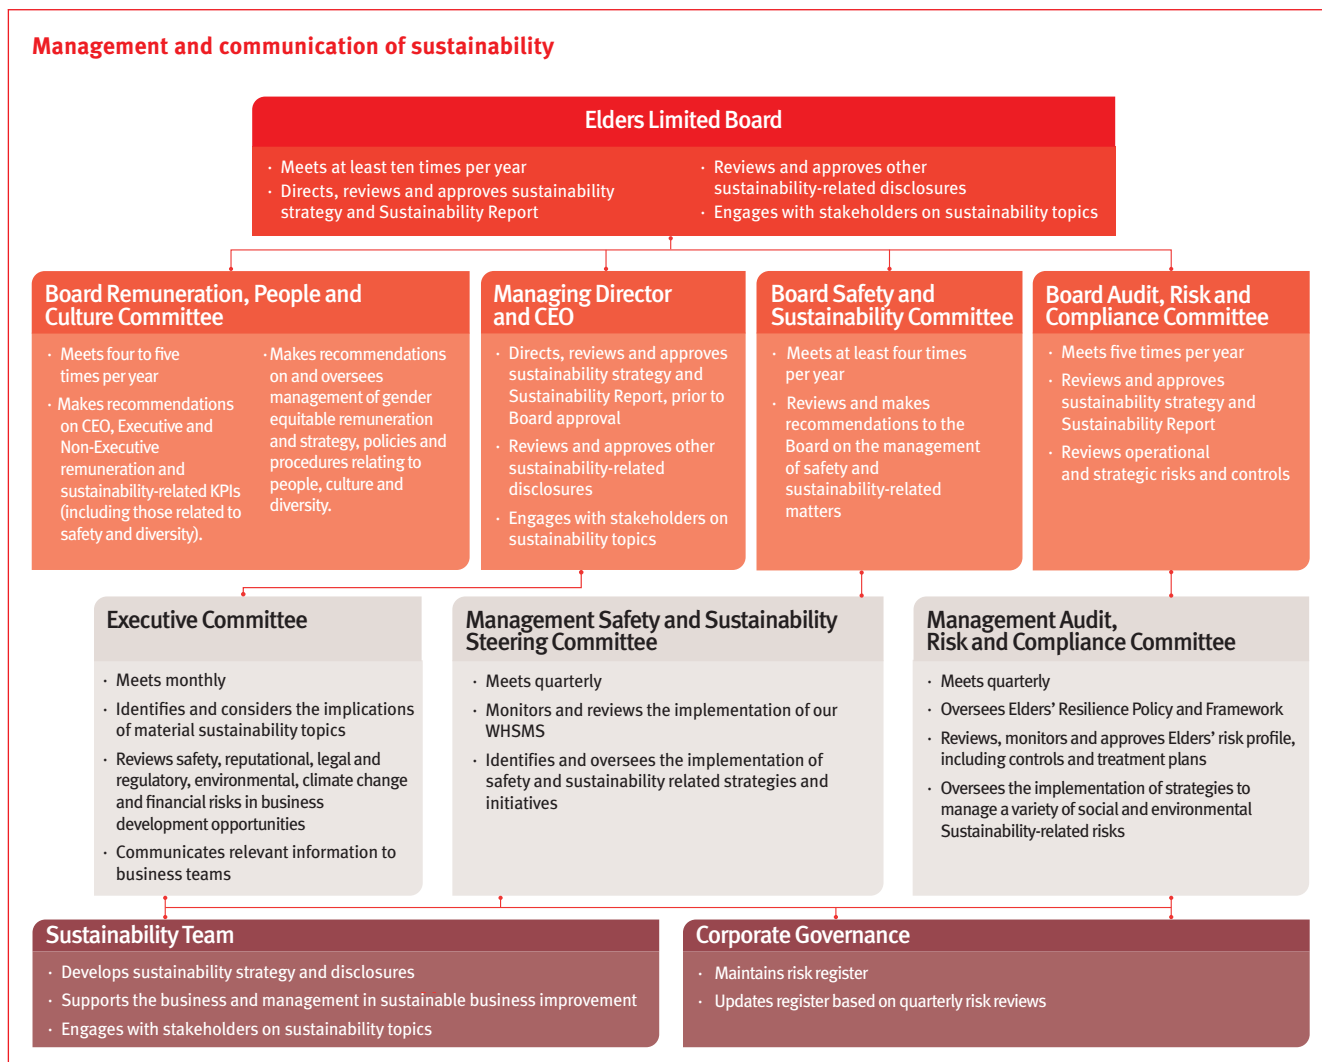 Management and communication of sustainability
Elders Limited Board
· Meets at least ten times per year
· Directs, reviews and approves sustainability
strategy and Sustainability Report
· Reviews and approves other
sustainability-related disclosures
· Engages with stakeholders on sustainability topics
Board Remuneration, People and
Culture Committee
· Meets four to five
times per year
· Makes recommendations
on CEO, Executive and
Non-Executive
remuneration and
sustainability-related KPIs
(including those related to
safety and diversity).
· Makes recommendations
on and oversees
management of gender
equitable remuneration
and strategy, policies and
procedures relating to
people, culture and
diversity.
Managing Director
and CEO
· Directs, reviews and approves
sustainability strategy and
Sustainability Report, prior to
Board approval
· Reviews and approves other
sustainability-related
disclosures
· Engages with stakeholders on
sustainability topics
Board Safety and
Sustainability Committee
· Meets at least four times
per year
· Reviews and makes
recommendations to the
Board on the management
of safety and
sustainability-related
matters
Board Audit, Risk and
Compliance Committee
· Meets five times per year
· Reviews and approves
sustainability strategy and
Sustainability Report
· Reviews operational
and strategic risks and controls
Executive Committee
· Meets monthly
· Identifies and considers the implications
of material sustainability topics
· Reviews safety, reputational, legal and
regulatory, environmental, climate change
and financial risks in business
development opportunities
· Communicates relevant information to
business teams
Management Safety and Sustainability
Steering Committee
· Meets quarterly
· Monitors and reviews the implementation of our
WHSMS
· Identifies and oversees the implementation of
safety and sustainability related strategies and
initiatives
Management Audit,
Risk and Compliance Committee
· Meets quarterly
· Oversees Elders' Resilience Policy and Framework
· Reviews, monitors and approves Elders' risk profile,
including controls and treatment plans
· Oversees the implementation of strategies to
manage a variety of social and environmental
Sustainability-related risks
Sustainability Team
· Develops sustainability strategy and disclosures
· Supports the business and management in sustainable business improvement
· Engages with stakeholders on sustainability topics
Corporate Governance
· Maintains risk register
· Updates register based on quarterly risk reviews